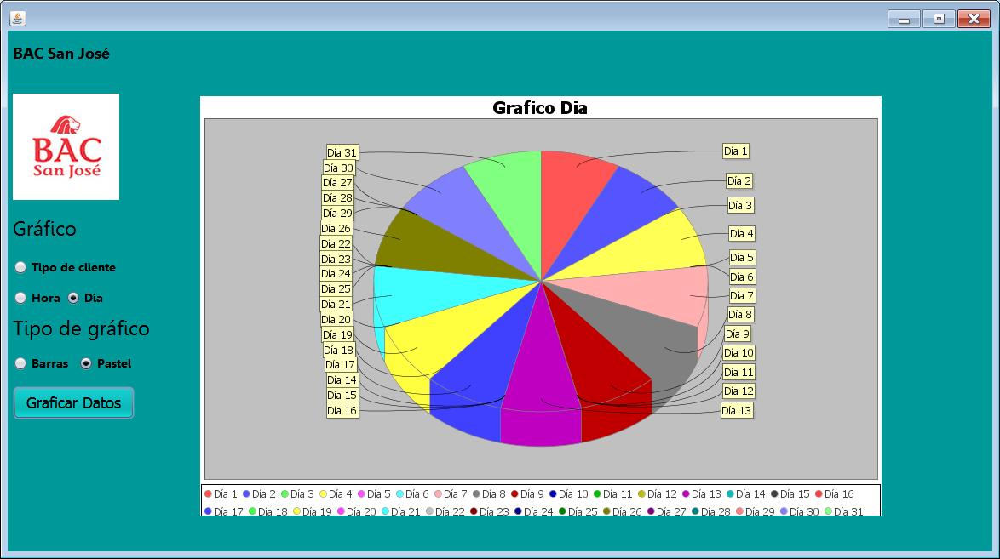 BAC San José
BAC
San José
Gráfico
Tipo de cliente
Hora Día
Tipo de gráfico
Barras Pastel
Graficar Datos
Grafico Dia
Día 31
Día 30
Día 27
Día 28
Día 29
Día 26
Día 22
Día 23
Día 24
Día 25
Día 21
Día 20
Día 19
Día 18
Día 17
Día 14
Día 15
Día 16
Día 1
Día 2
Día 3
Día 4
Día 5
Día 6
Día 7
Día 8
Día 9
Día 10
Día 11
Día 12
Día 13
Día 1 Día 2 Día 3 Día 4 Día 5 Día 6 Día 7 Día 8 Día 9 Día 10 Día 11 Día 12 Día 13 Día 14 Día 15 Día 16
Día 17 Día 18 Día 19 Día 20 Día 21 Día 22 Día 23 Día 24 Día 25 Día 26 Día 27 Día 28 Día 29 Día 30 Día 31